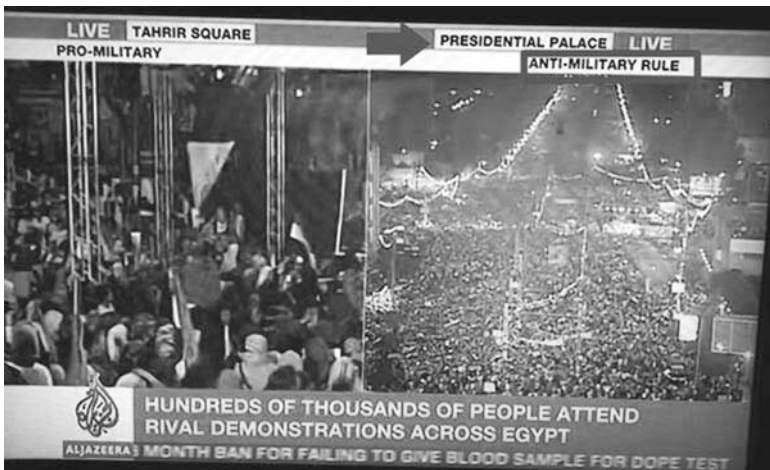 LIVE TAHRIR SQUARE
PRO-MILITARY
PRESIDENTIAL PALACE LIVE
ANTI-MILITARY RULE
HUNDREDS OF THOUSANDS OF PEOPLE ATTEND
RIVAL DEMONSTRATIONS ACROSS EGYPT
ALJAZEERA
MONTH BAN FOR FAILING TO GIVE BLOOD SAMPLE FOR DOPE TEST